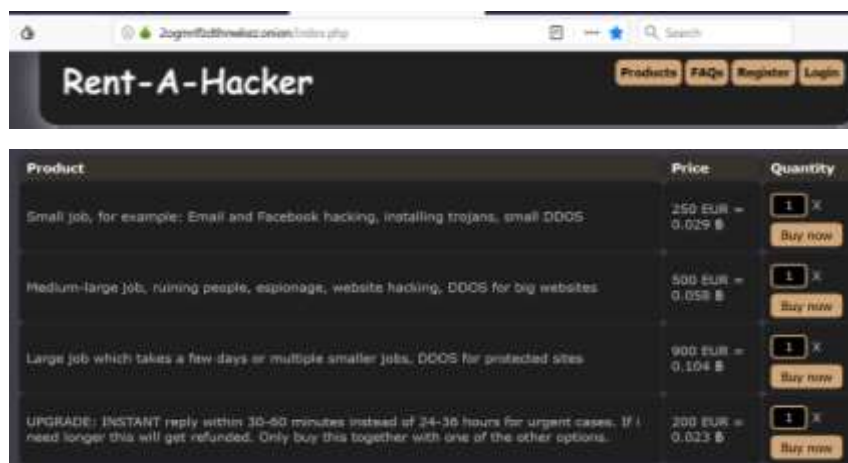 Search
Rent-A-Hacker
Products FAQs Register Login
Product Price Quantity
Small job, for example: Email and Facebook hacking, installing trojans, small DDOS
250 EUR =
0.029 ฿
1 X
Buy now
Medium-large job, ruining people, espionage, website hacking, DDOS for big websites
500 EUR =
0.058 ฿
1 X
Buy now
Large job which takes a few days or multiple smaller jobs, DDOS for protected sites
900 EUR =
0.104 ฿
1 X
Buy now
UPGRADE: INSTANT reply within 30-60 minutes instead of 24-36 hours for urgent cases. If i
need longer this will get refunded. Only buy this together with one of the other options.
200 EUR =
0.023 ฿
1 X
Buy now